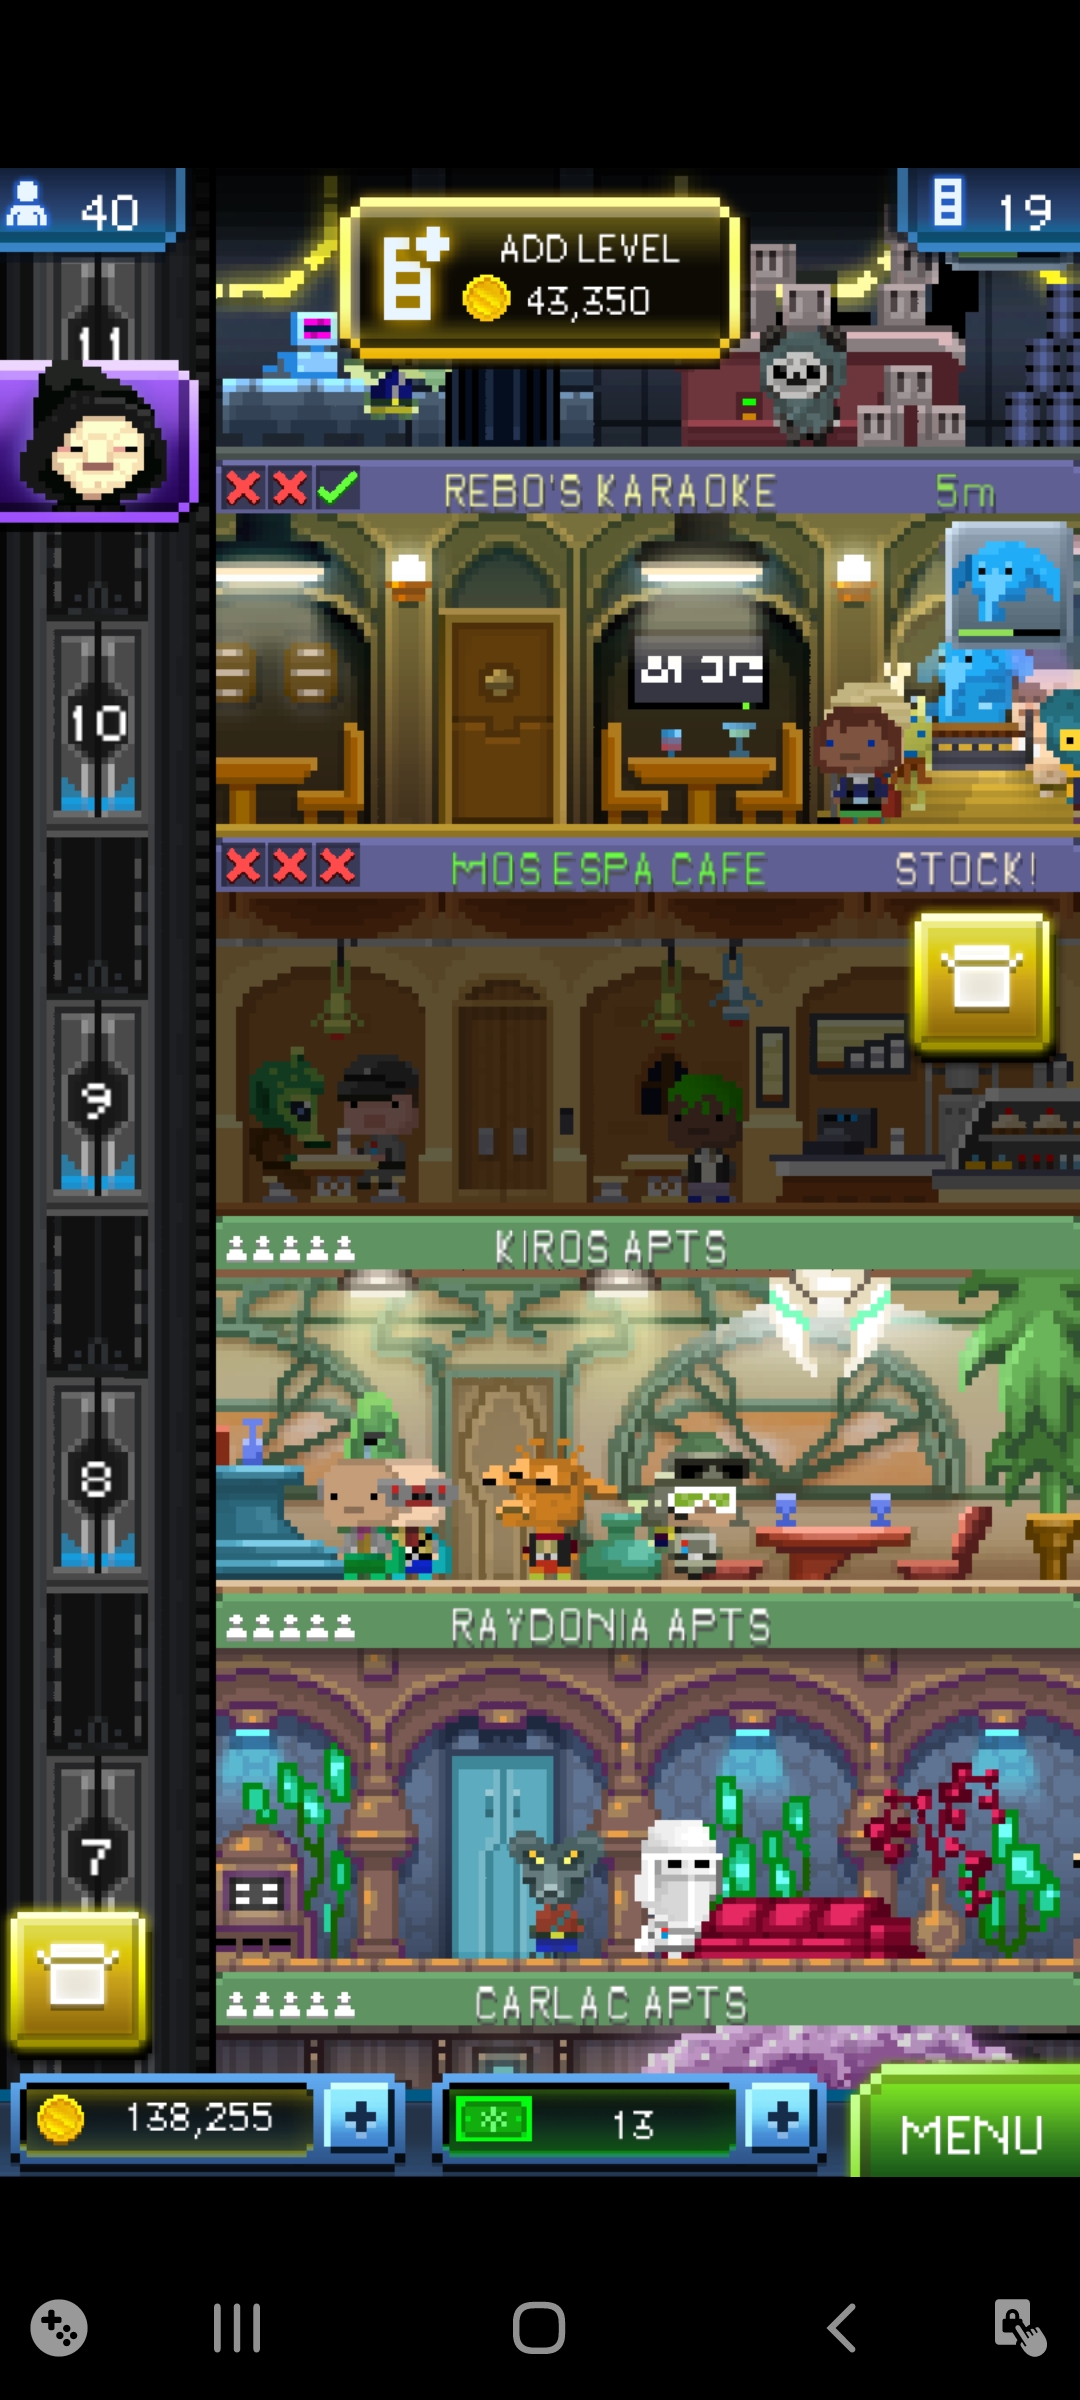 40
ADD LEVEL
43,350
19
11
REBO'S KARAOKE
5m
10
MOS ESPA CAFE
STOCK!
9
KIROS APTS
8
RAYDONIA APTS
7
CARLAC APTS
138,255
13
MENU